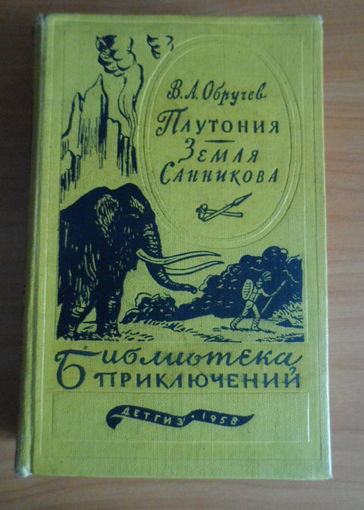 В.А.Обручев
Плутония
Земля
Санникова
Библиотека
приключений
ДЕТГИЗ • 1958